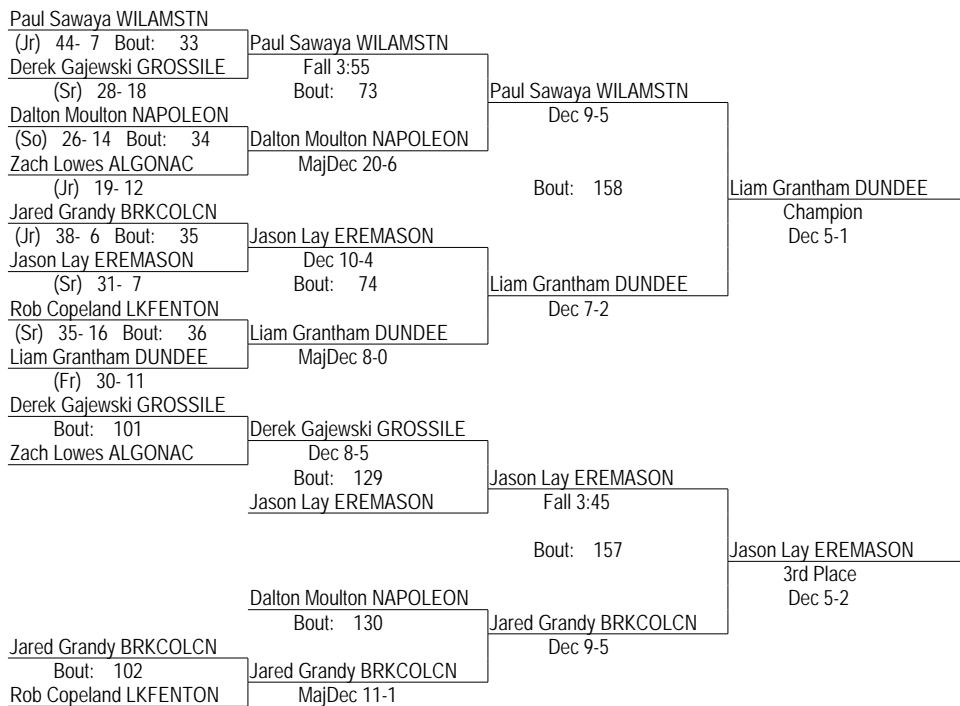 Paul Sawaya WILAMSTN
(Jr) 44- 7 Bout: 33
Paul Sawaya WILAMSTN
Derek Gajewski GROSSILE
Fall 3:55
(Sr) 28- 18
Bout: 73
Paul Sawaya WILAMSTN
Dalton Moulton NAPOLEON
Dec 9-5
(So) 26- 14 Bout: 34
Dalton Moulton NAPOLEON
Zach Lowes ALGONAC
MajDec 20-6
(Jr) 19- 12
Bout: 158
Liam Grantham DUNDEE
Jared Grandy BRKCOLCN
Champion
(Jr) 38- 6 Bout: 35
Jason Lay EREMASON
Dec 5-1
Jason Lay EREMASON
Dec 10-4
(Sr) 31- 7
Bout: 74
Liam Grantham DUNDEE
Rob Copeland LKFENTON
Dec 7-2
(Sr) 35- 16 Bout: 36
Liam Grantham DUNDEE
Liam Grantham DUNDEE
MajDec 8-0
(Fr) 30- 11
Derek Gajewski GROSSILE
Bout: 101
Derek Gajewski GROSSILE
Zach Lowes ALGONAC
Dec 8-5
Bout: 129
Jason Lay EREMASON
Jason Lay EREMASON
Fall 3:45
Bout: 157
Jason Lay EREMASON
3rd Place
Dalton Moulton NAPOLEON
Dec 5-2
Bout: 130
Jared Grandy BRKCOLCN
Jared Grandy BRKCOLCN
Dec 9-5
Bout: 102
Jared Grandy BRKCOLCN
Rob Copeland LKFENTON
MajDec 11-1